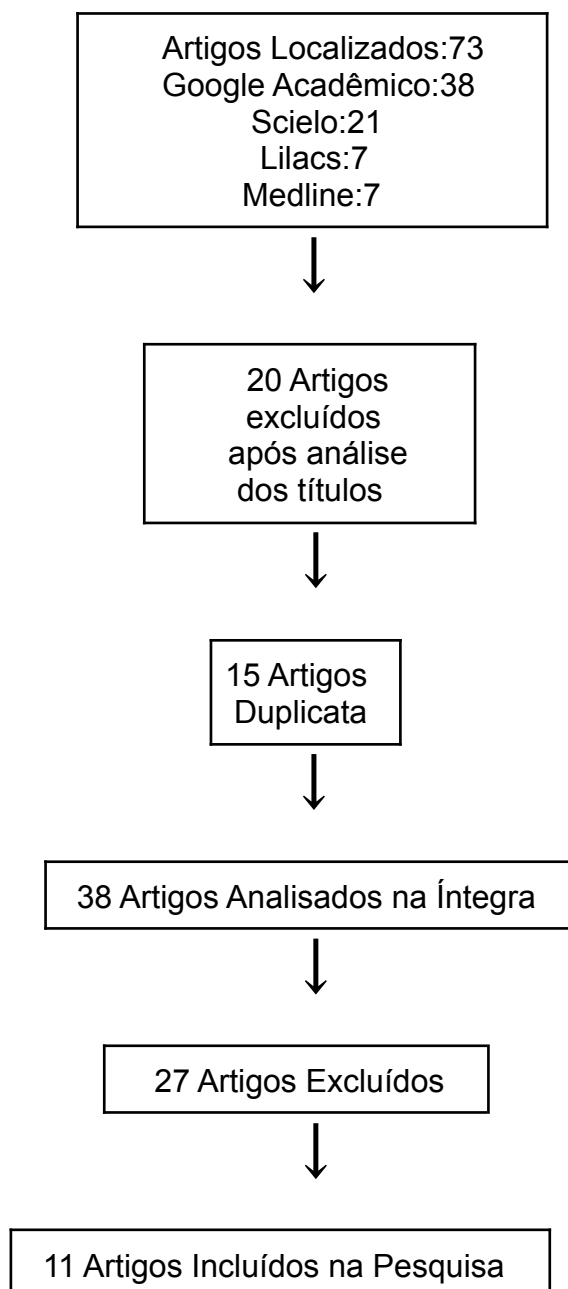 Artigos Localizados:73
Google Acadêmico:38
Scielo:21
Lilacs:7
Medline:7
20 Artigos
excluídos
após análise
dos títulos
15 Artigos
Duplicata
38 Artigos Analisados na Íntegra
27 Artigos Excluídos
11 Artigos Incluídos na Pesquisa